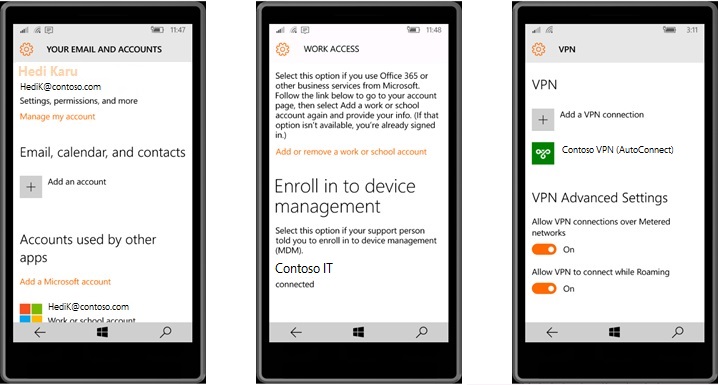 11:47
YOUR EMAIL AND ACCOUNTS
Hedi Karu
HediK@contoso.com
Settings, permissions, and more
Manage my account
Email, calendar, and contacts
Add an account
Accounts used by other
apps
Add a Microsoft account
HediK@contoso.com
Work or school account
11:48
WORK ACCESS
Select this option if you use Office 365 or
other business services from Microsoft.
Follow the link below to go to your account
page, then select Add a work or school
account again and provide your info. (If that
option isn't available, you're already signed
in.)
Add or remove a work or school account
Enroll in to device
management
Select this option if your support person
told you to enroll in to device management
(MDM).
Contoso IT
connected
3:11
VPN
VPN
Add a VPN connection
Contoso VPN (AutoConnect)
VPN Advanced Settings
Allow VPN connections over Metered
networks
On
Allow VPN to connect while Roaming
On